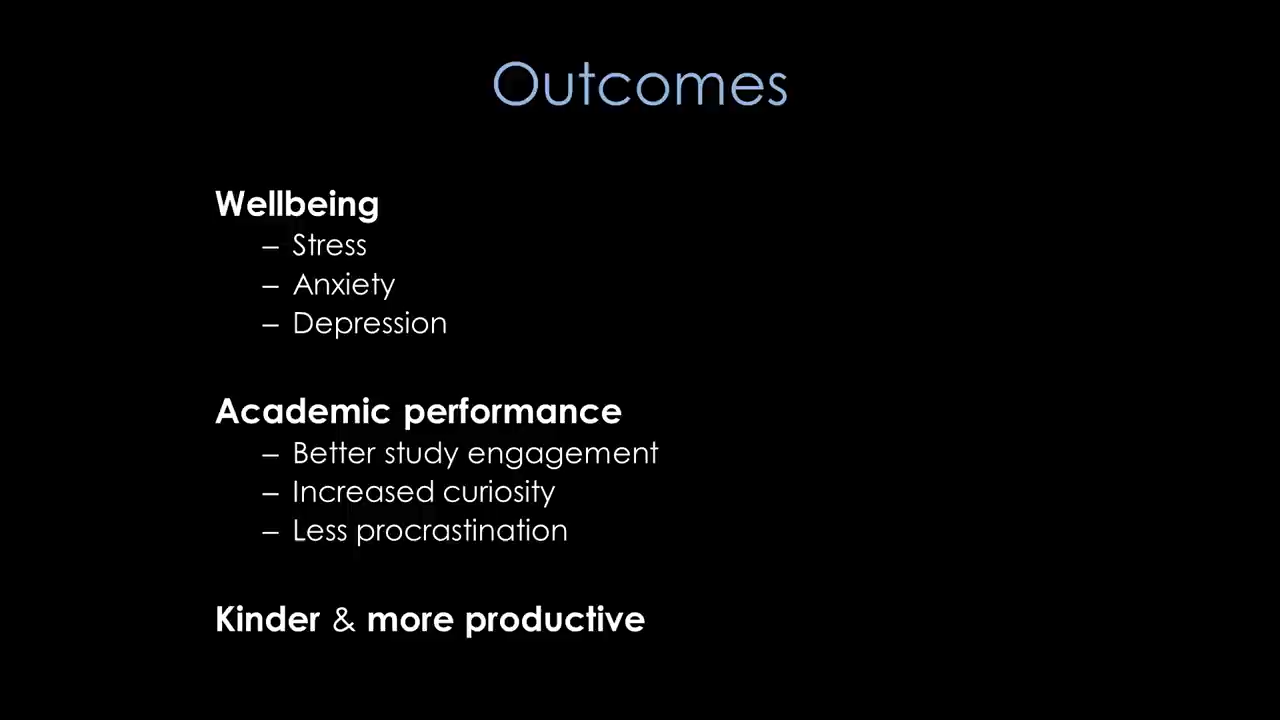 Outcomes
Wellbeing
– Stress
– Anxiety
– Depression
Academic performance
– Better study engagement
– Increased curiosity
– Less procrastination
Kinder & more productive